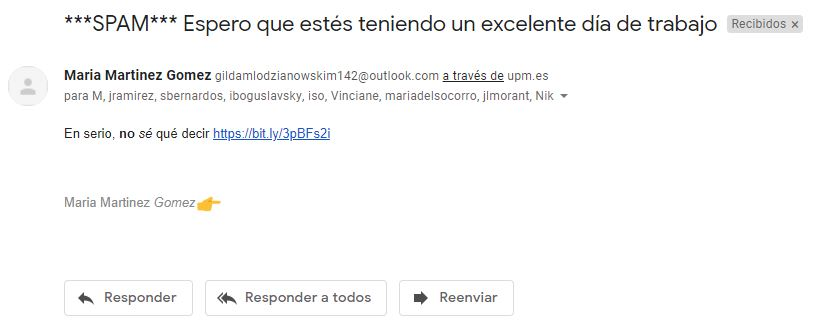 ***SPAM*** Espero que estés teniendo un excelente día de trabajo Recibidos ×
Maria Martinez Gomez gildamlodzianowskim142@outlook.com a través de upm.es
para M, jramirez, sbernardos, iboguslavsky, iso, Vinciane, mariadelsocorro, jlmorant, Nik
En serio, no sé qué decir https://bit.ly/3pBFs2i
Maria Martinez Gomez👉
Responder Responder a todos Reenviar